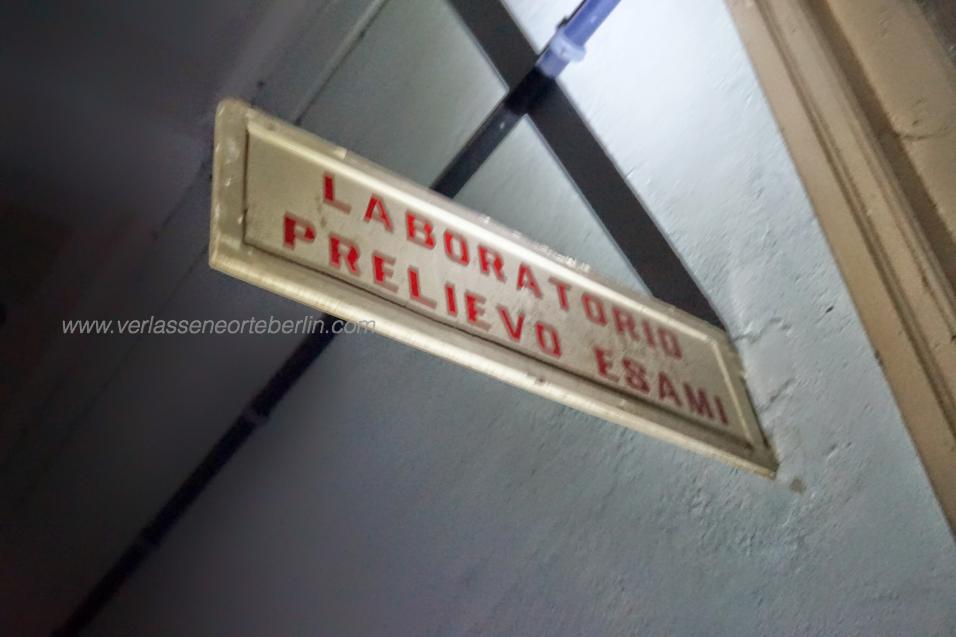 LABORATORIO
PRELIEVO ESAMI
www.verlasseneorteberlin.com